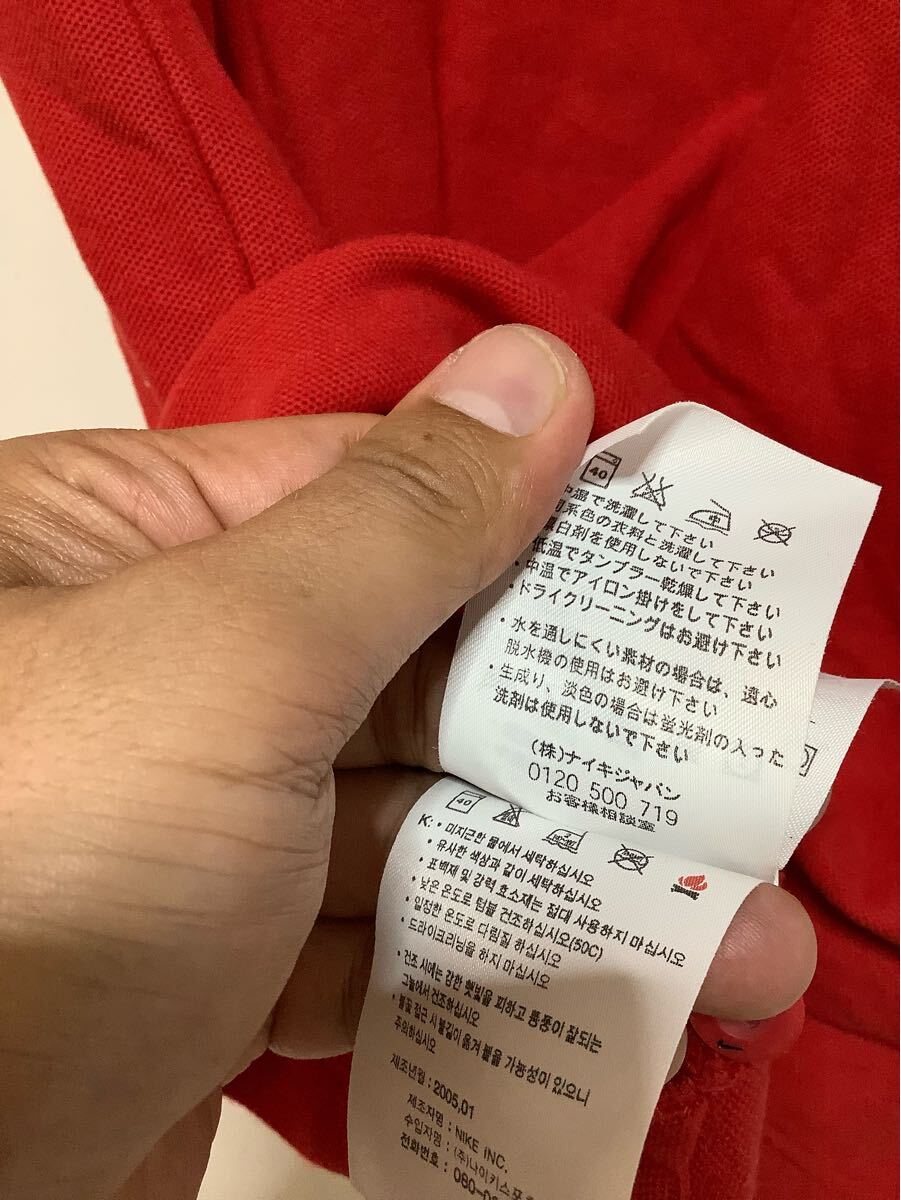 40
中温で洗濯して下さい
同系色の衣料と洗濯して下さい
漂白剤を使用しないで下さい
低温でタンブラー乾燥して下さい
・中温でアイロン掛けをして下さい
・ドライクリーニングはお避け下さい
・水を通しにくい素材の場合は、遠心
脱水機の使用はお避け下さい
・生成り、淡色の場合は蛍光剤の入った
洗剤は使用しないで下さい
(株)ナイキジャパン
0120 500 719
お客様相談室
40
K: • 미지근한 물에서 세탁하십시오
• 유사한 색상과 같이 세탁하십시오
• 표백제 및 강력 효소제는 절대 사용하지 마십시오
• 낮은 온도로 텀블 건조하십시오(50C)
• 일정한 온도로 다림질 하십시오
• 드라이크리닝을 하지 마십시오
• 건조 시에는 강한 햇빛을 피하고 통풍이 잘되는
그늘에서 건조하십시오
• 불꽃 접근 시 불길이 옮겨 붙을 가능성이 있으니
주의하십시오
제조년월 : 2005,01
제조자명 : NIKE INC.
수입자명 : (주)나이키스포
전화번호 : 080-0